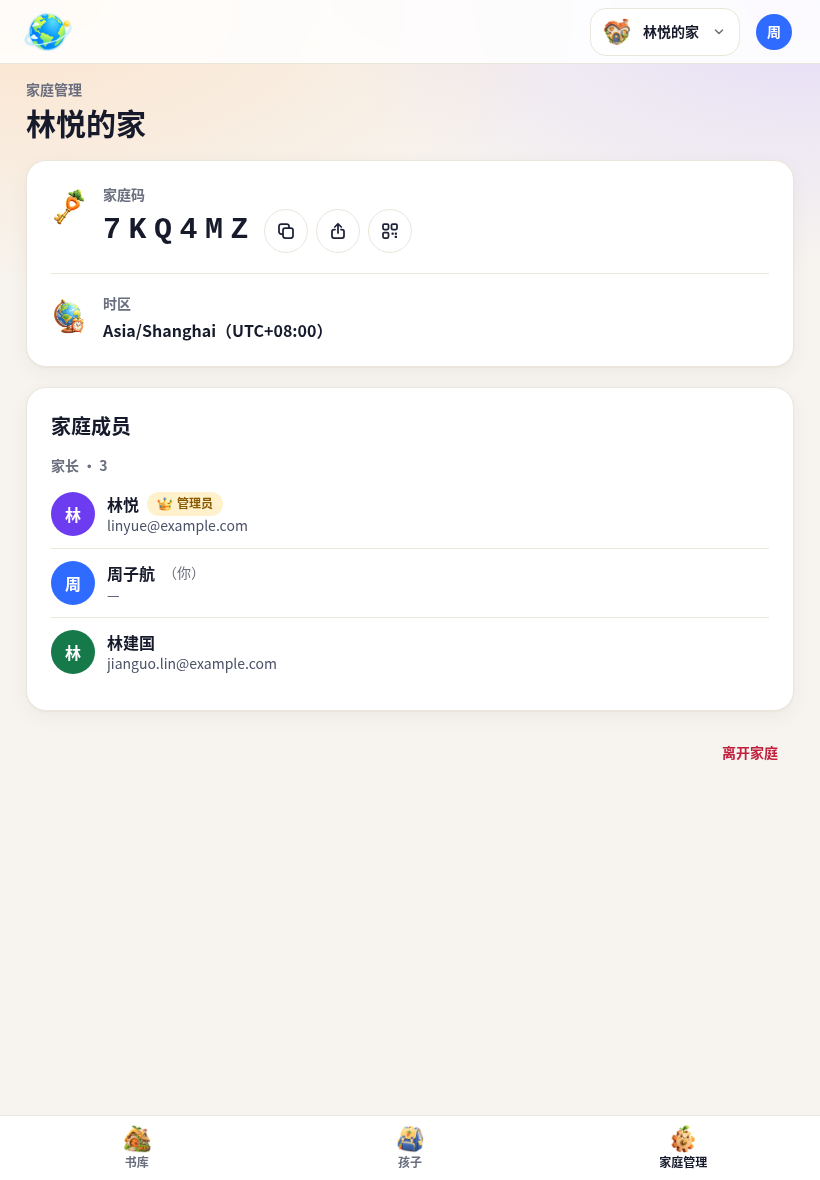 林悦的家
周
家庭管理
林悦的家
家庭码
7KQ4MZ
时区
Asia/Shanghai（UTC+08:00）
家庭成员
家长 • 3
林
林悦
管理员
linyue@example.com
周
周子航
（你）
—
林
林建国
jianguo.lin@example.com
离开家庭
书库
孩子
家庭管理